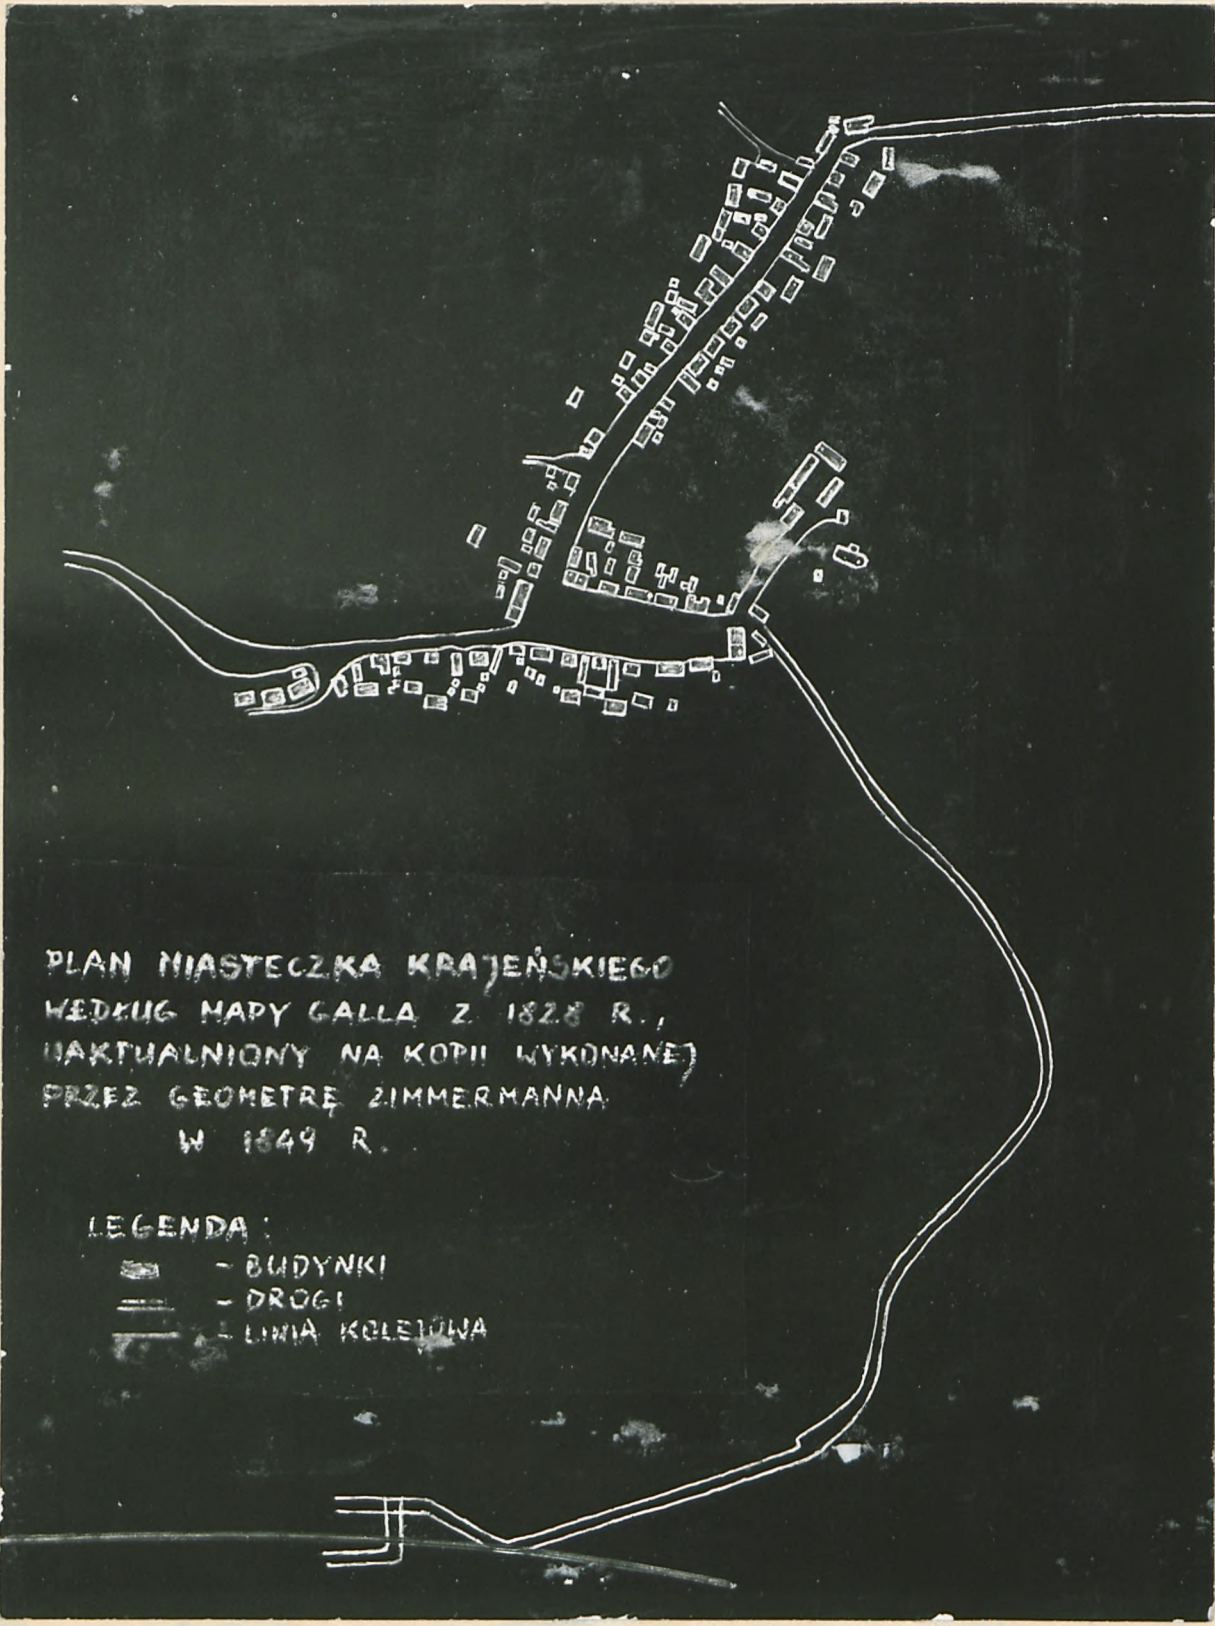 PLAN MIASTECZKA KRAJEŃSKIEGO
WEDŁUG MAPY GALLA Z 1828 R.,
UAKTUALNIONY NA KOPII WYKONANEJ
PRZEZ GEOMETRĘ ZIMMERMANNA
W 1849 R.
LEGENDA:
- BUDYNKI
- DROGI
- LINIA KOLEJOWA